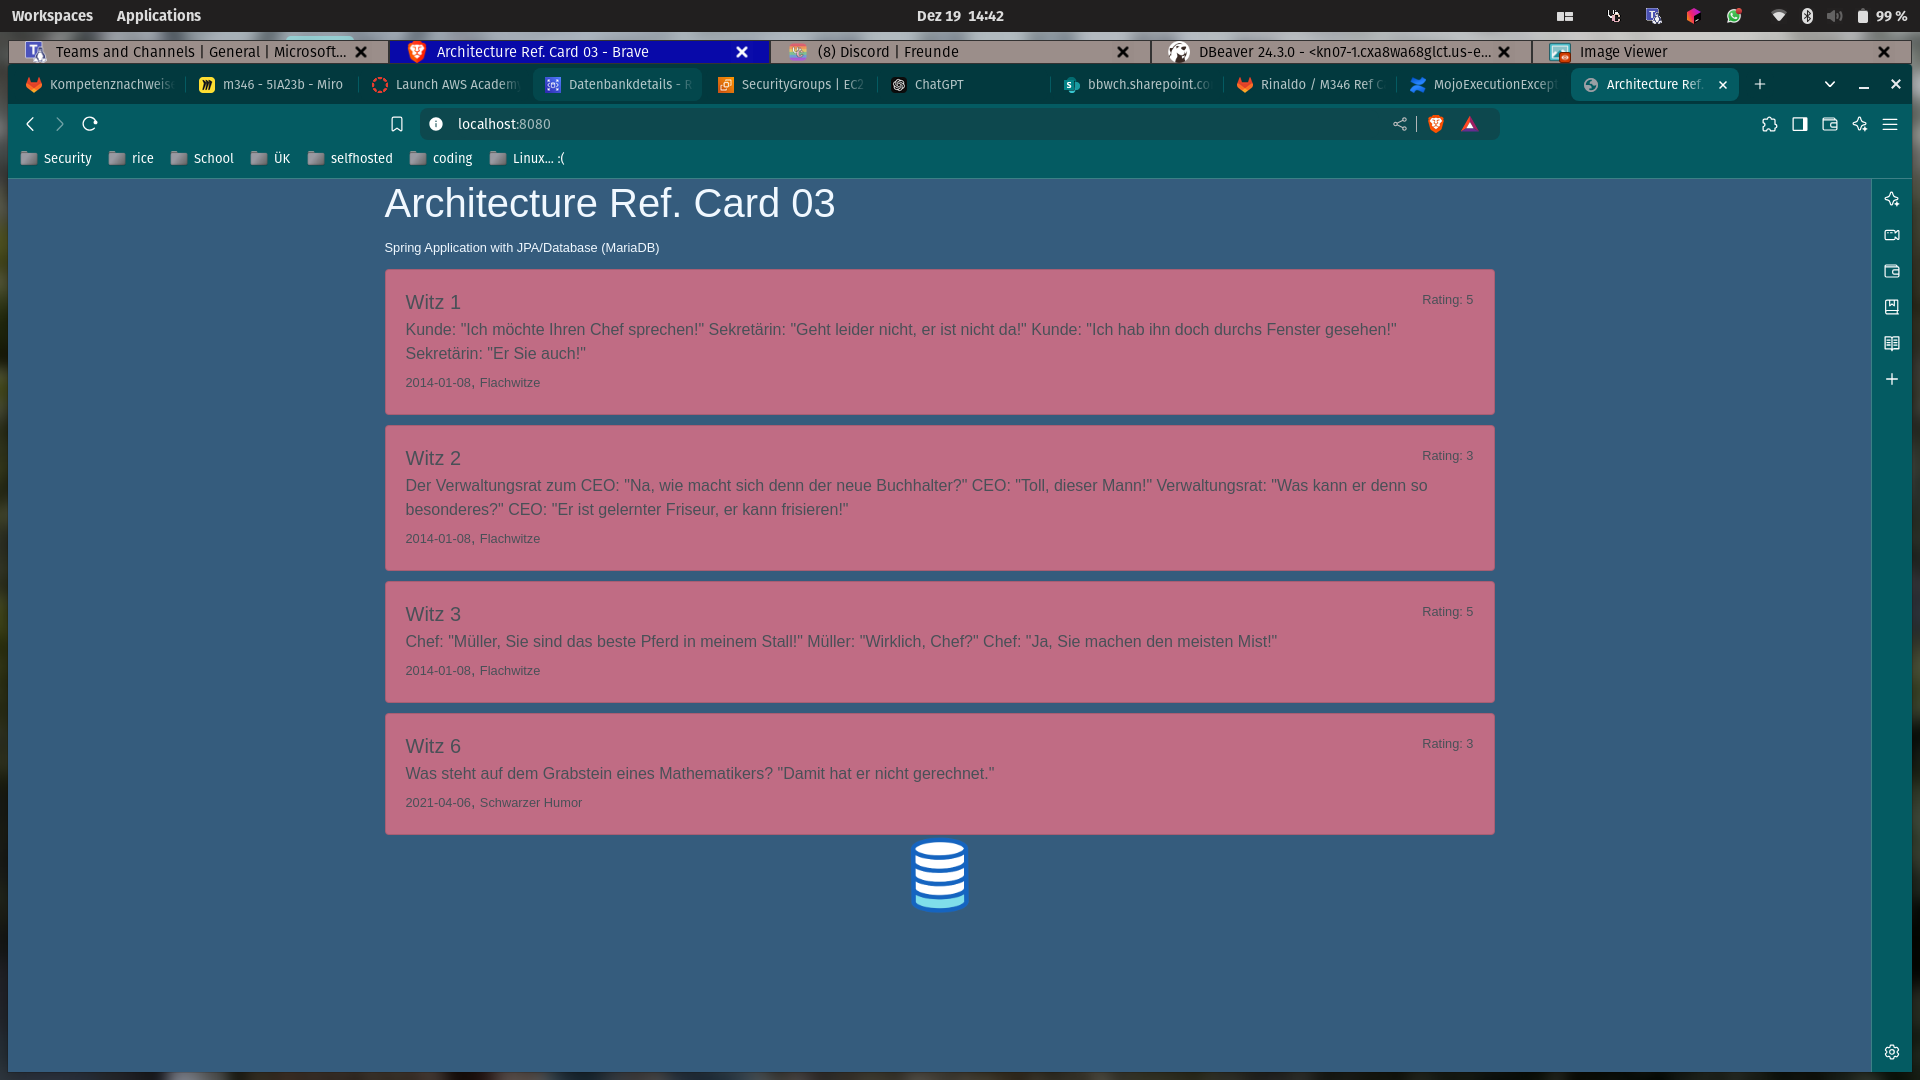 Workspaces Applications Dez 19 14:42 99 %
Teams and Channels | General | Microsoft... Architecture Ref. Card 03 - Brave (8) Discord | Freunde DBeaver 24.3.0 - <kn07-1.cxa8wa68glct.us-e... Image Viewer
Kompetenznachweis m346 - 5IA23b - Miro Launch AWS Academ Datenbankdetails - R SecurityGroups | EC2 ChatGPT bbwch.sharepoint.co Rinaldo / M346 Ref C MojoExecutionExcept Architecture Ref.
localhost:8080
Security rice School ÜK selfhosted coding Linux... :(
Architecture Ref. Card 03
Spring Application with JPA/Database (MariaDB)
Witz 1 Rating: 5
Kunde: "Ich möchte Ihren Chef sprechen!" Sekretärin: "Geht leider nicht, er ist nicht da!" Kunde: "Ich hab ihn doch durchs Fenster gesehen!"
Sekretärin: "Er Sie auch!"
2014-01-08, Flachwitze
Witz 2 Rating: 3
Der Verwaltungsrat zum CEO: "Na, wie macht sich denn der neue Buchhalter?" CEO: "Toll, dieser Mann!" Verwaltungsrat: "Was kann er denn so
besonderes?" CEO: "Er ist gelernter Friseur, er kann frisieren!"
2014-01-08, Flachwitze
Witz 3 Rating: 5
Chef: "Müller, Sie sind das beste Pferd in meinem Stall!" Müller: "Wirklich, Chef?" Chef: "Ja, Sie machen den meisten Mist!"
2014-01-08, Flachwitze
Witz 6 Rating: 3
Was steht auf dem Grabstein eines Mathematikers? "Damit hat er nicht gerechnet."
2021-04-06, Schwarzer Humor